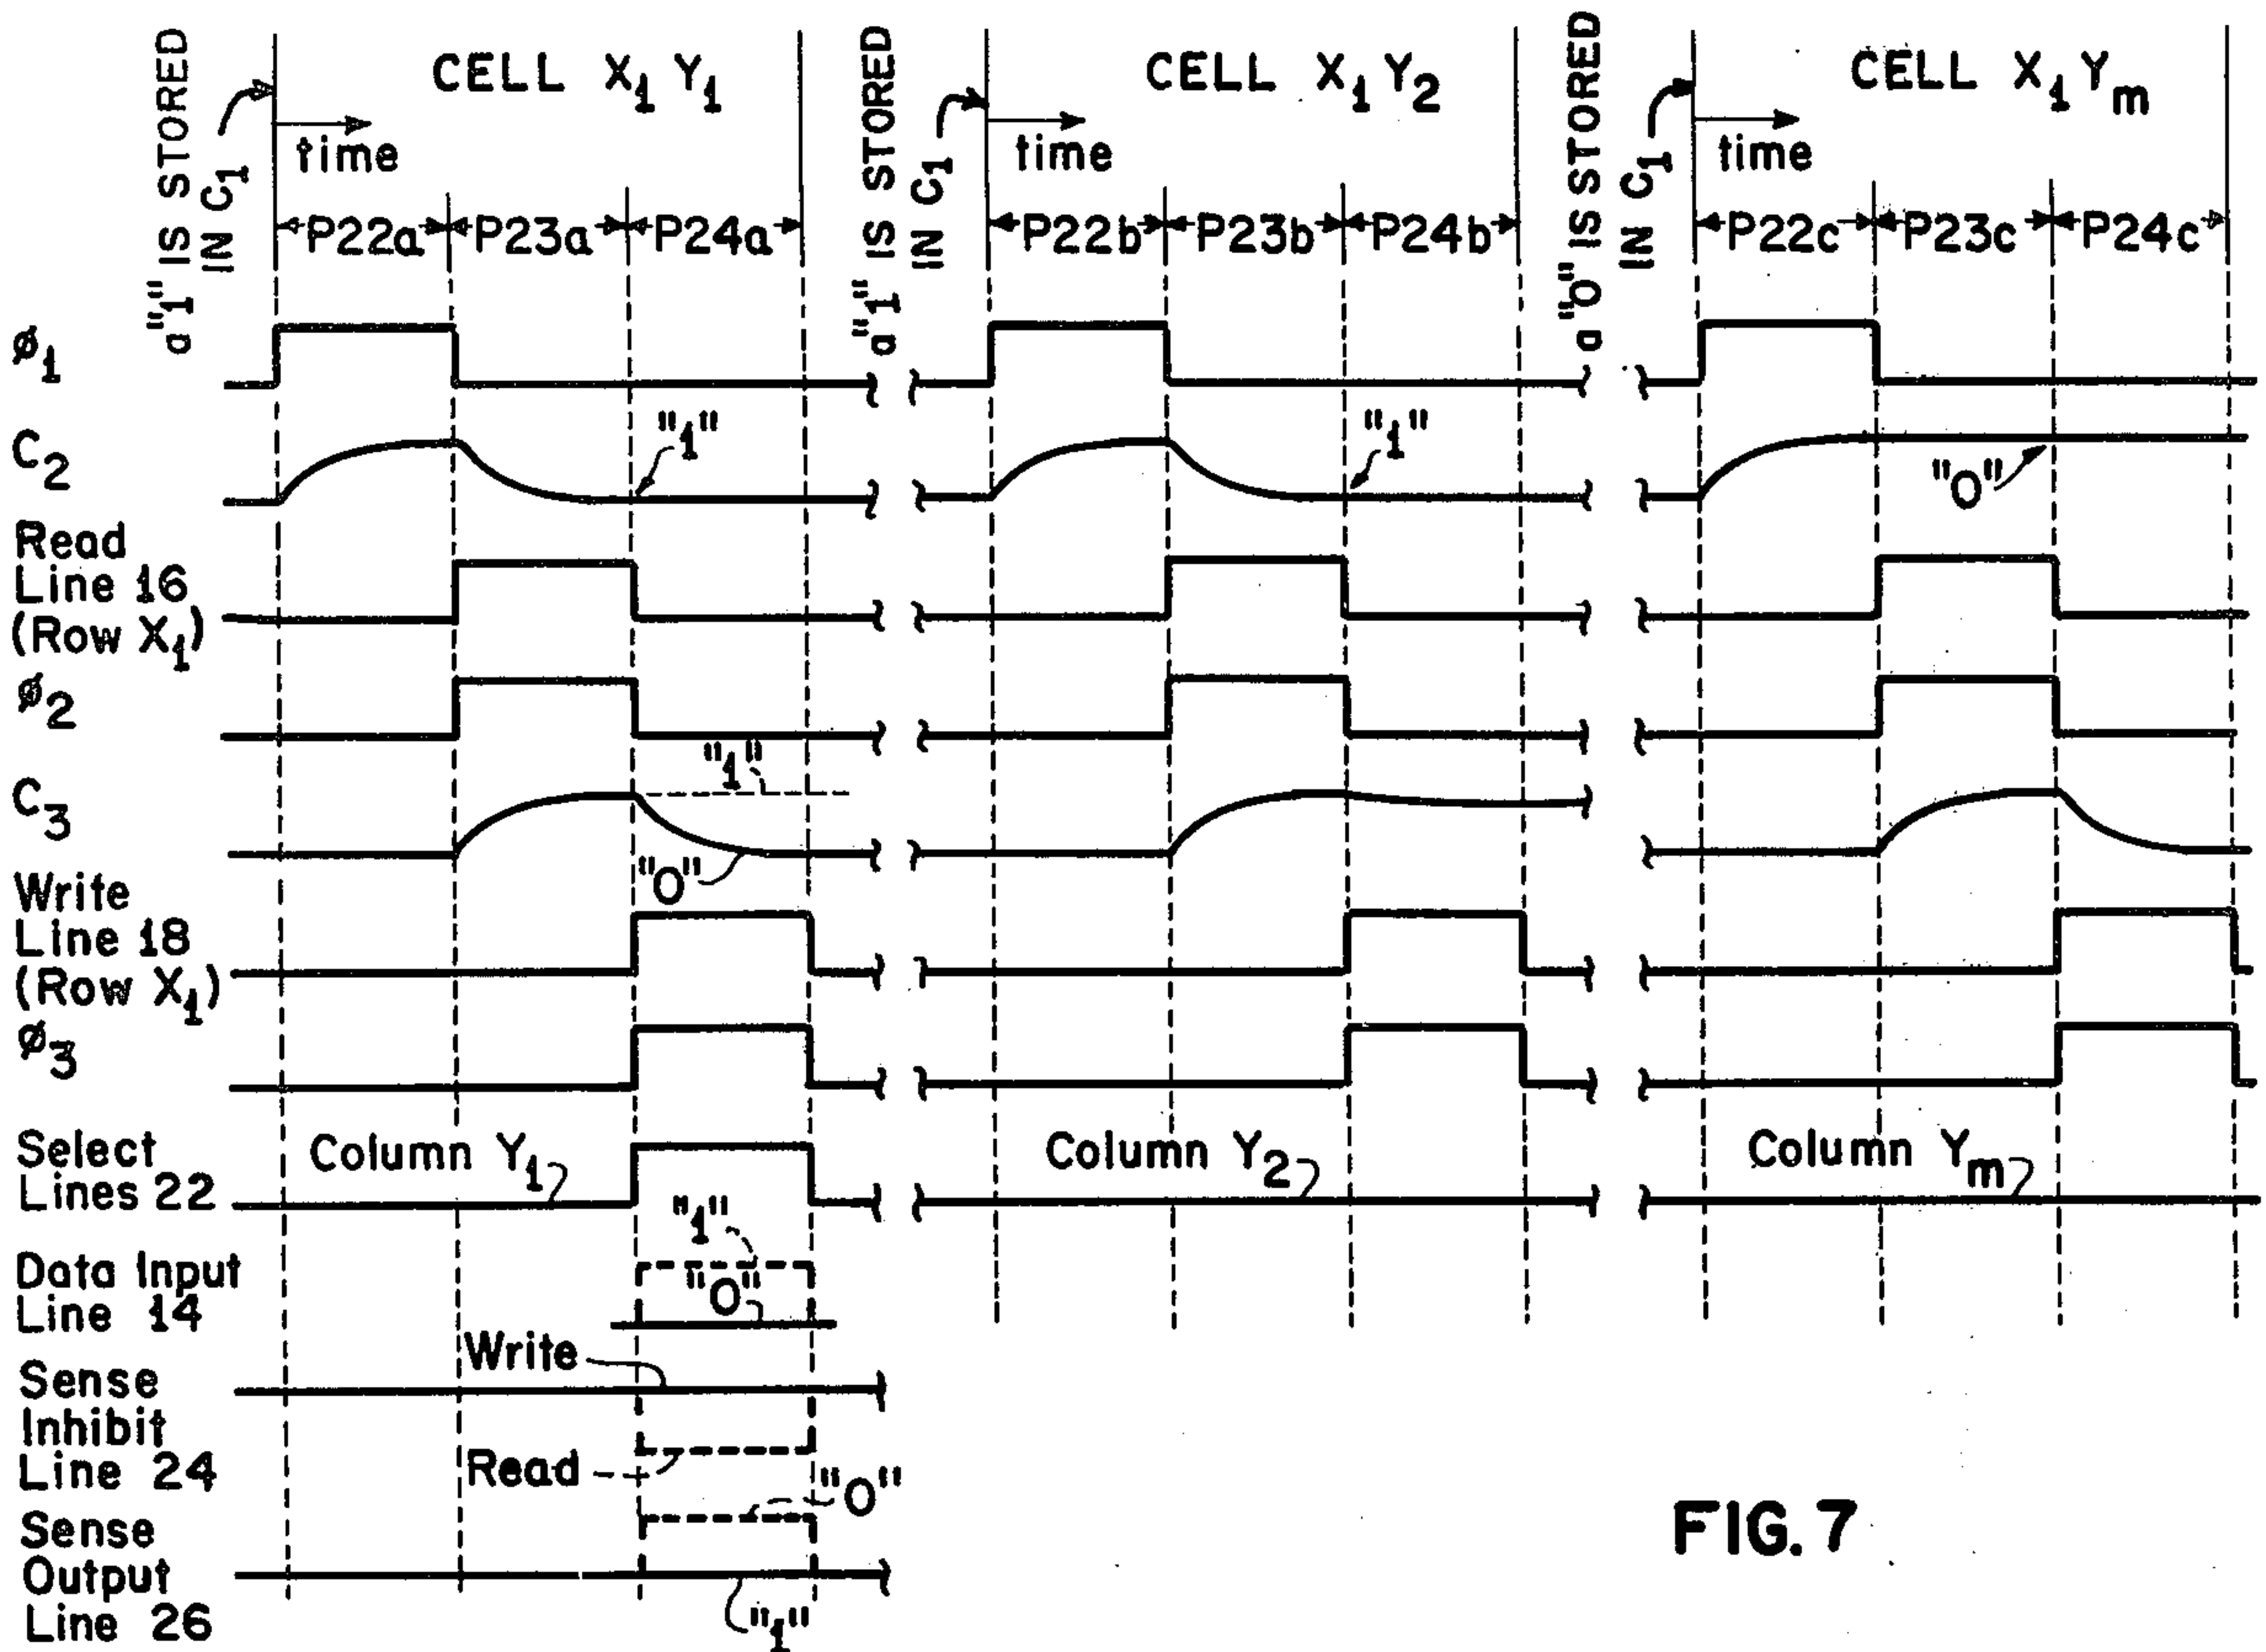 a "1" IS STORED
IN C1
CELL X1 Y1
time
P22a P23a P24a
a "1" IS STORED
IN C1
CELL X1 Y2
time
P22b P23b P24b
a "0" IS STORED
IN C1
CELL X1 Ym
time
P22c P23c P24c
ø1
C2
"1"
"1"
"0"
Read
Line 16
(Row X1)
ø2
C3
"1"
"0"
Write
Line 18
(Row X1)
ø3
Select
Lines 22
Column Y1
Column Y2
Column Ym
Data Input
Line 14
"1"
"0"
Sense
Inhibit
Line 24
Write
Read
Sense
Output
Line 26
"0"
"1"
FIG. 7